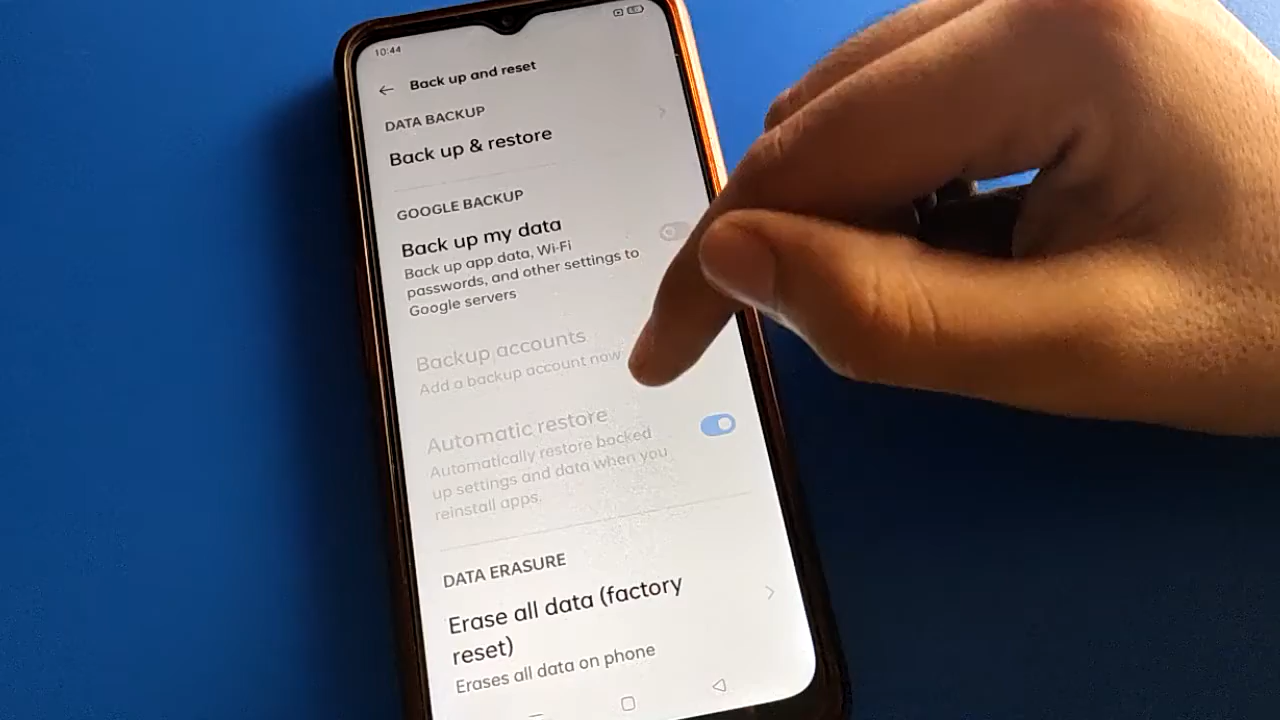 10:44
Back up and reset
DATA BACKUP
Back up & restore
GOOGLE BACKUP
Back up my data
Back up app data, Wi-Fi
passwords, and other settings to
Google servers
Backup accounts
Add a backup account now
Automatic restore
Automatically restore backed
up settings and data when you
reinstall apps.
DATA ERASURE
Erase all data (factory
reset)
Erases all data on phone